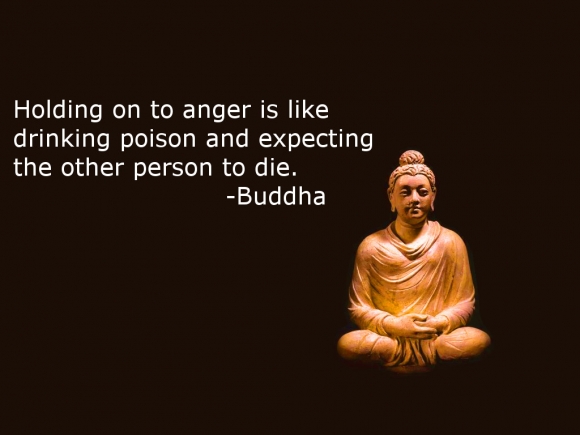 Holding on to anger is like
drinking poison and expecting
the other person to die.
-Buddha